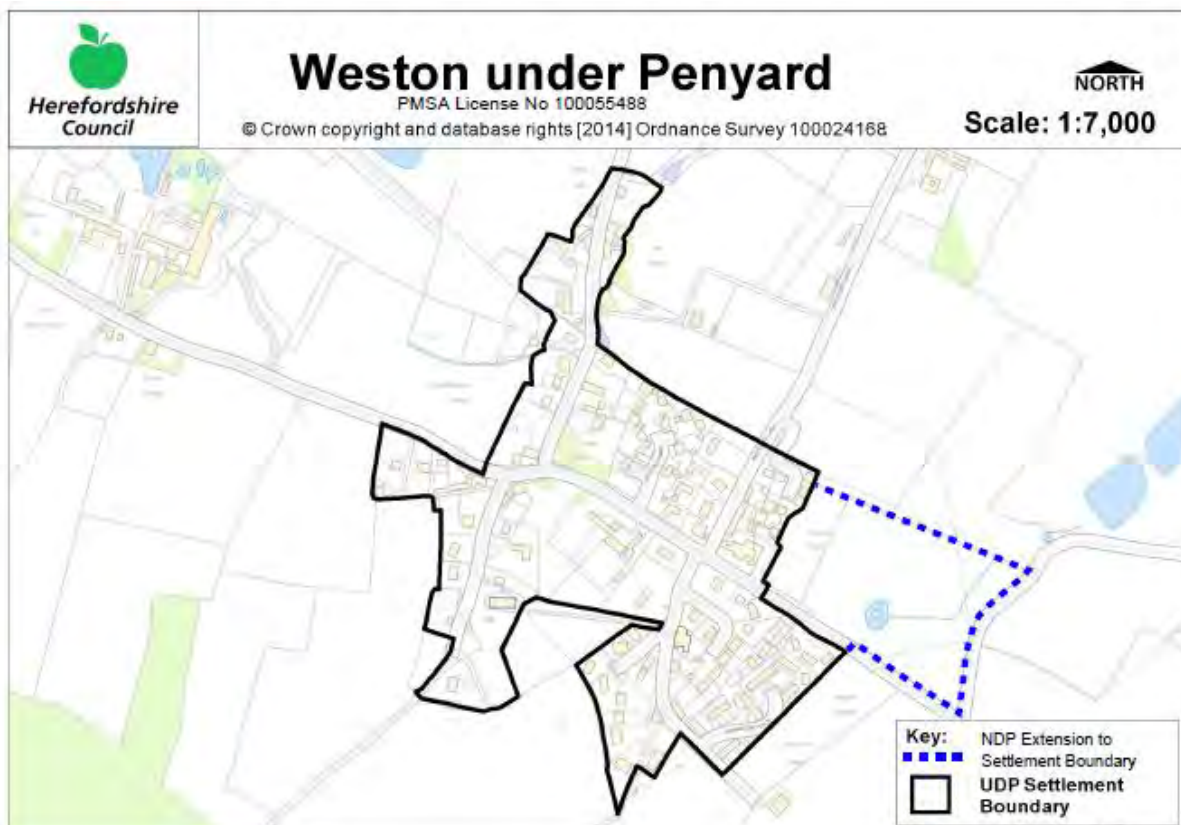 Herefordshire
Council
Weston under Penyard
PMSA License No 100055488
© Crown copyright and database rights [2014] Ordnance Survey 100024168
NORTH
Scale: 1:7,000
Key:
NDP Extension to
Settlement Boundary
UDP Settlement
Boundary